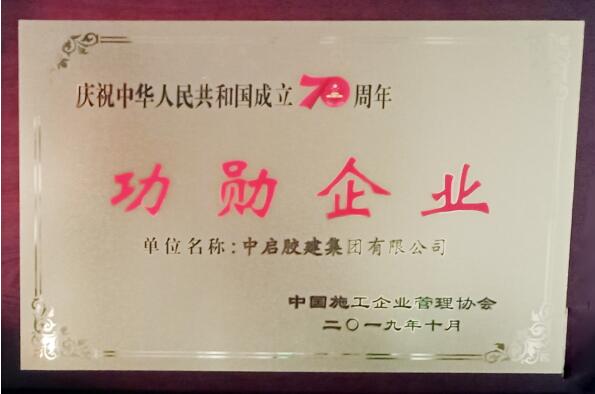 庆祝中华人民共和国成立70周年
功勋企业
单位名称:中启胶建集团有限公司
中国施工企业管理协会
二〇一九年十月